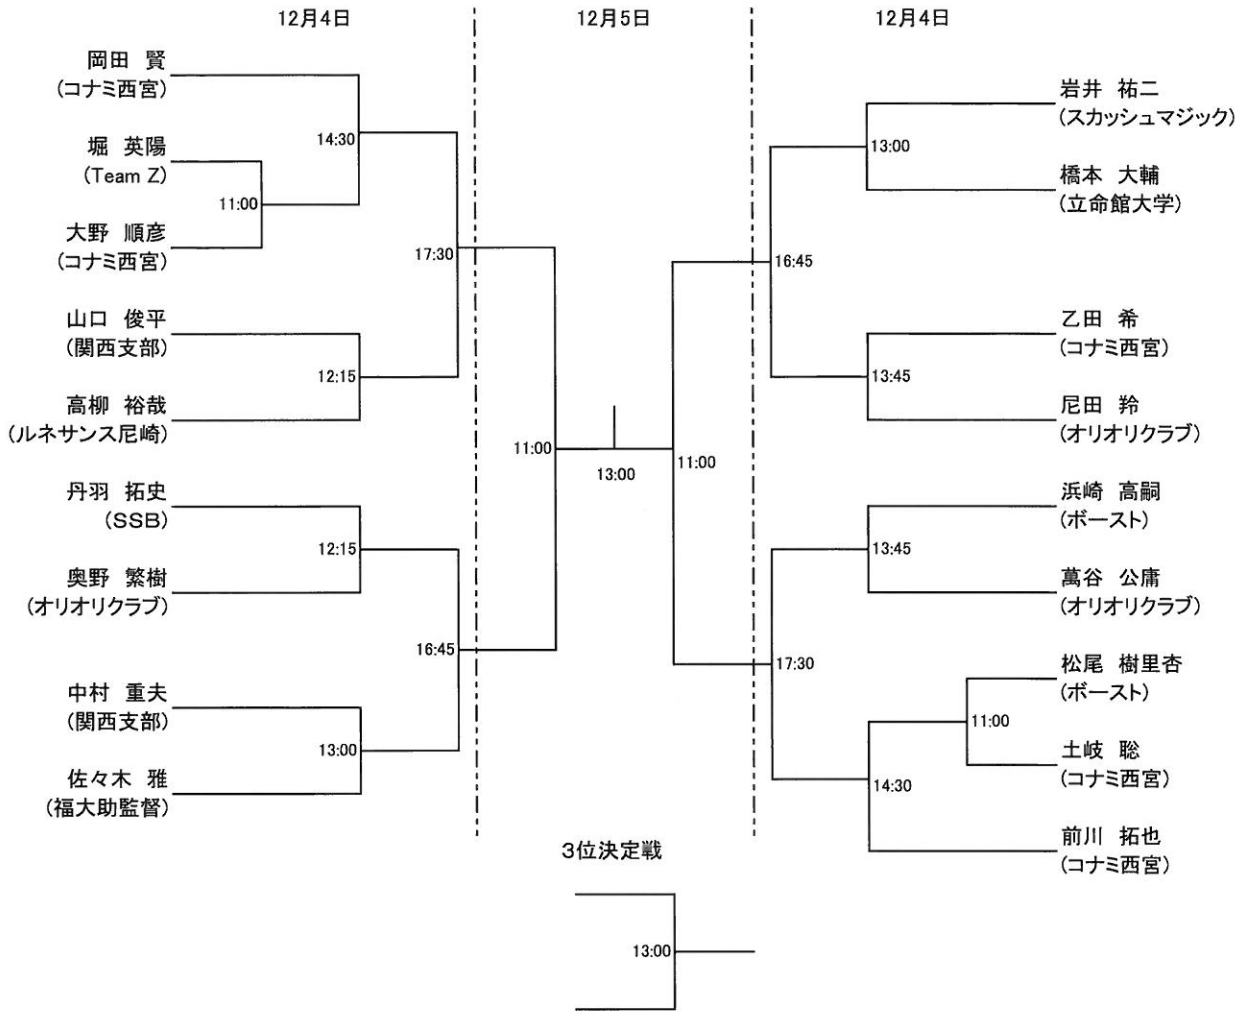 12月4日
12月5日
12月4日
岡田 賢
(コナミ西宮)
14:30
堀 英陽
(Team Z)
11:00
大野 順彦
(コナミ西宮)
17:30
山口 俊平
(関西支部)
12:15
高柳 裕哉
(ルネサンス尼崎)
丹羽 拓史
(SSB)
12:15
奥野 繁樹
(オリオリクラブ)
16:45
中村 重夫
(関西支部)
13:00
佐々木 雅
(福大助監督)
11:00
13:00
11:00
岩井 祐二
(スカッシュマジック)
13:00
橋本 大輔
(立命館大学)
16:45
乙田 希
(コナミ西宮)
13:45
尼田 羚
(オリオリクラブ)
浜崎 高嗣
(ボースト)
13:45
萬谷 公庸
(オリオリクラブ)
17:30
松尾 樹里杏
(ボースト)
11:00
土岐 聡
(コナミ西宮)
14:30
前川 拓也
(コナミ西宮)
3位決定戦
13:00